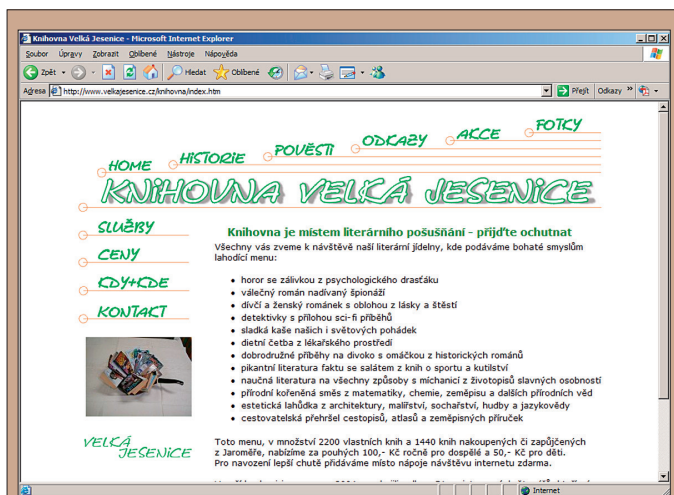 Knihovna Velká Jesenice - Microsoft Internet Explorer
Soubor Úpravy Zobrazit Oblíbené Nástroje Nápověda
Zpět Hledat Oblíbené
Adresa http://www.velkajesenice.cz/knihovna/index.htm Přejít Odkazy »
HOME HISTORIE POVĚSTI ODKAZY AKCE FOTKY
KNIHOVNA VELKÁ JESENICE
SLUŽBY
CENY
KDY+KDE
KONTAKT
VELKÁ
JESENICE
Knihovna je místem literárního pošušňání - přijďte ochutnat
Všechny vás zveme k návštěvě naší literární jídelny, kde podáváme bohaté smyslům
lahodící menu:
• horor se zálivkou z psychologického drasťáku
• válečný román nadívaný špionáží
• dívčí a ženský románek s oblohou z lásky a štěstí
• detektivky s přílohou sci-fi příběhů
• sladká kaše našich i světových pohádek
• dietní četba z lékařského prostředí
• dobrodružné příběhy na divoko s omáčkou z historických románů
• pikantní literatura faktu se salátem z knih o sportu a kutilství
• naučná literatura na všechny způsoby s míchanicí z životopisů slavných osobností
• přírodní kořeněná směs z matematiky, chemie, zeměpisu a dalších přírodních věd
• estetická lahůdka z architektury, malířství, sochařství, hudby a jazykovědy
• cestovatelská přehršel cestopisů, atlasů a zeměpisných příruček
Toto menu, v množství 2200 vlastních knih a 1440 knih nakoupených či zapůjčených
z Jaroměře, nabízíme za pouhých 100,- Kč ročně pro dospělé a 50,- Kč pro děti.
Pro navození lepší chutě přidáváme místo nápoje návštěvu internetu zdarma.
Internet